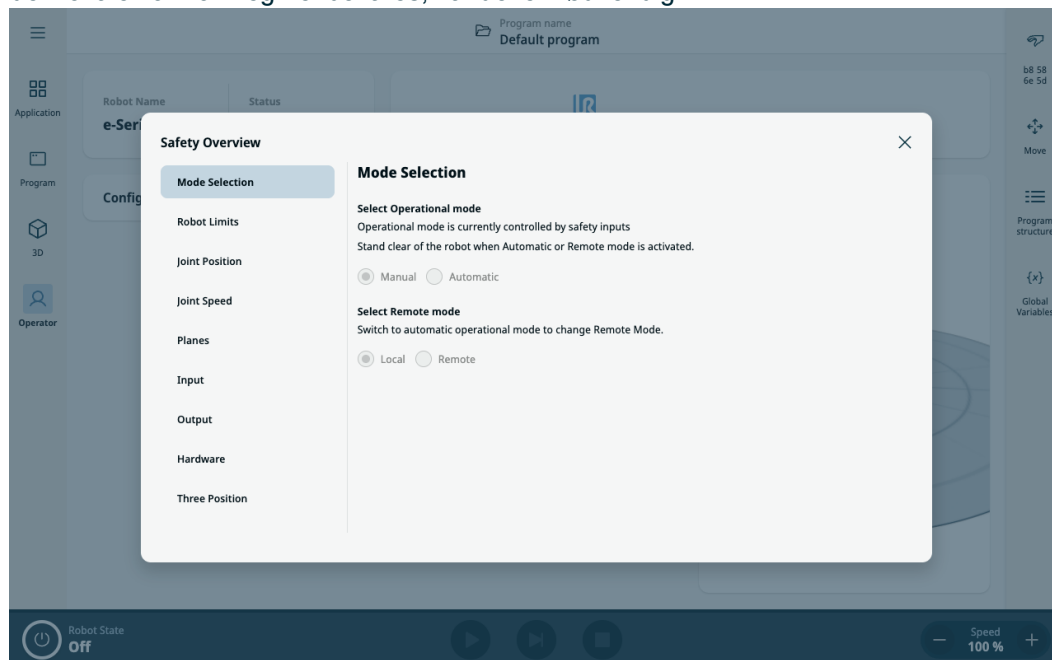 Program name
Default program
b8 58
6e 5d
Application
Robot Name
Status
e-Seri
Safety Overview
Mode Selection
Mode Selection
Move
Program
Config
Select Operational mode
Robot Limits
Operational mode is currently controlled by safety inputs
Stand clear of the robot when Automatic or Remote mode is activated.
Program
structure
3D
Joint Position
Manual
Automatic
Joint Speed
Select Remote mode
Global
Variables
Operator
Switch to automatic operational mode to change Remote Mode.
Planes
Local
Remote
Input
Output
Hardware
Three Position
{x}
Robot State
Off
Speed
100 %